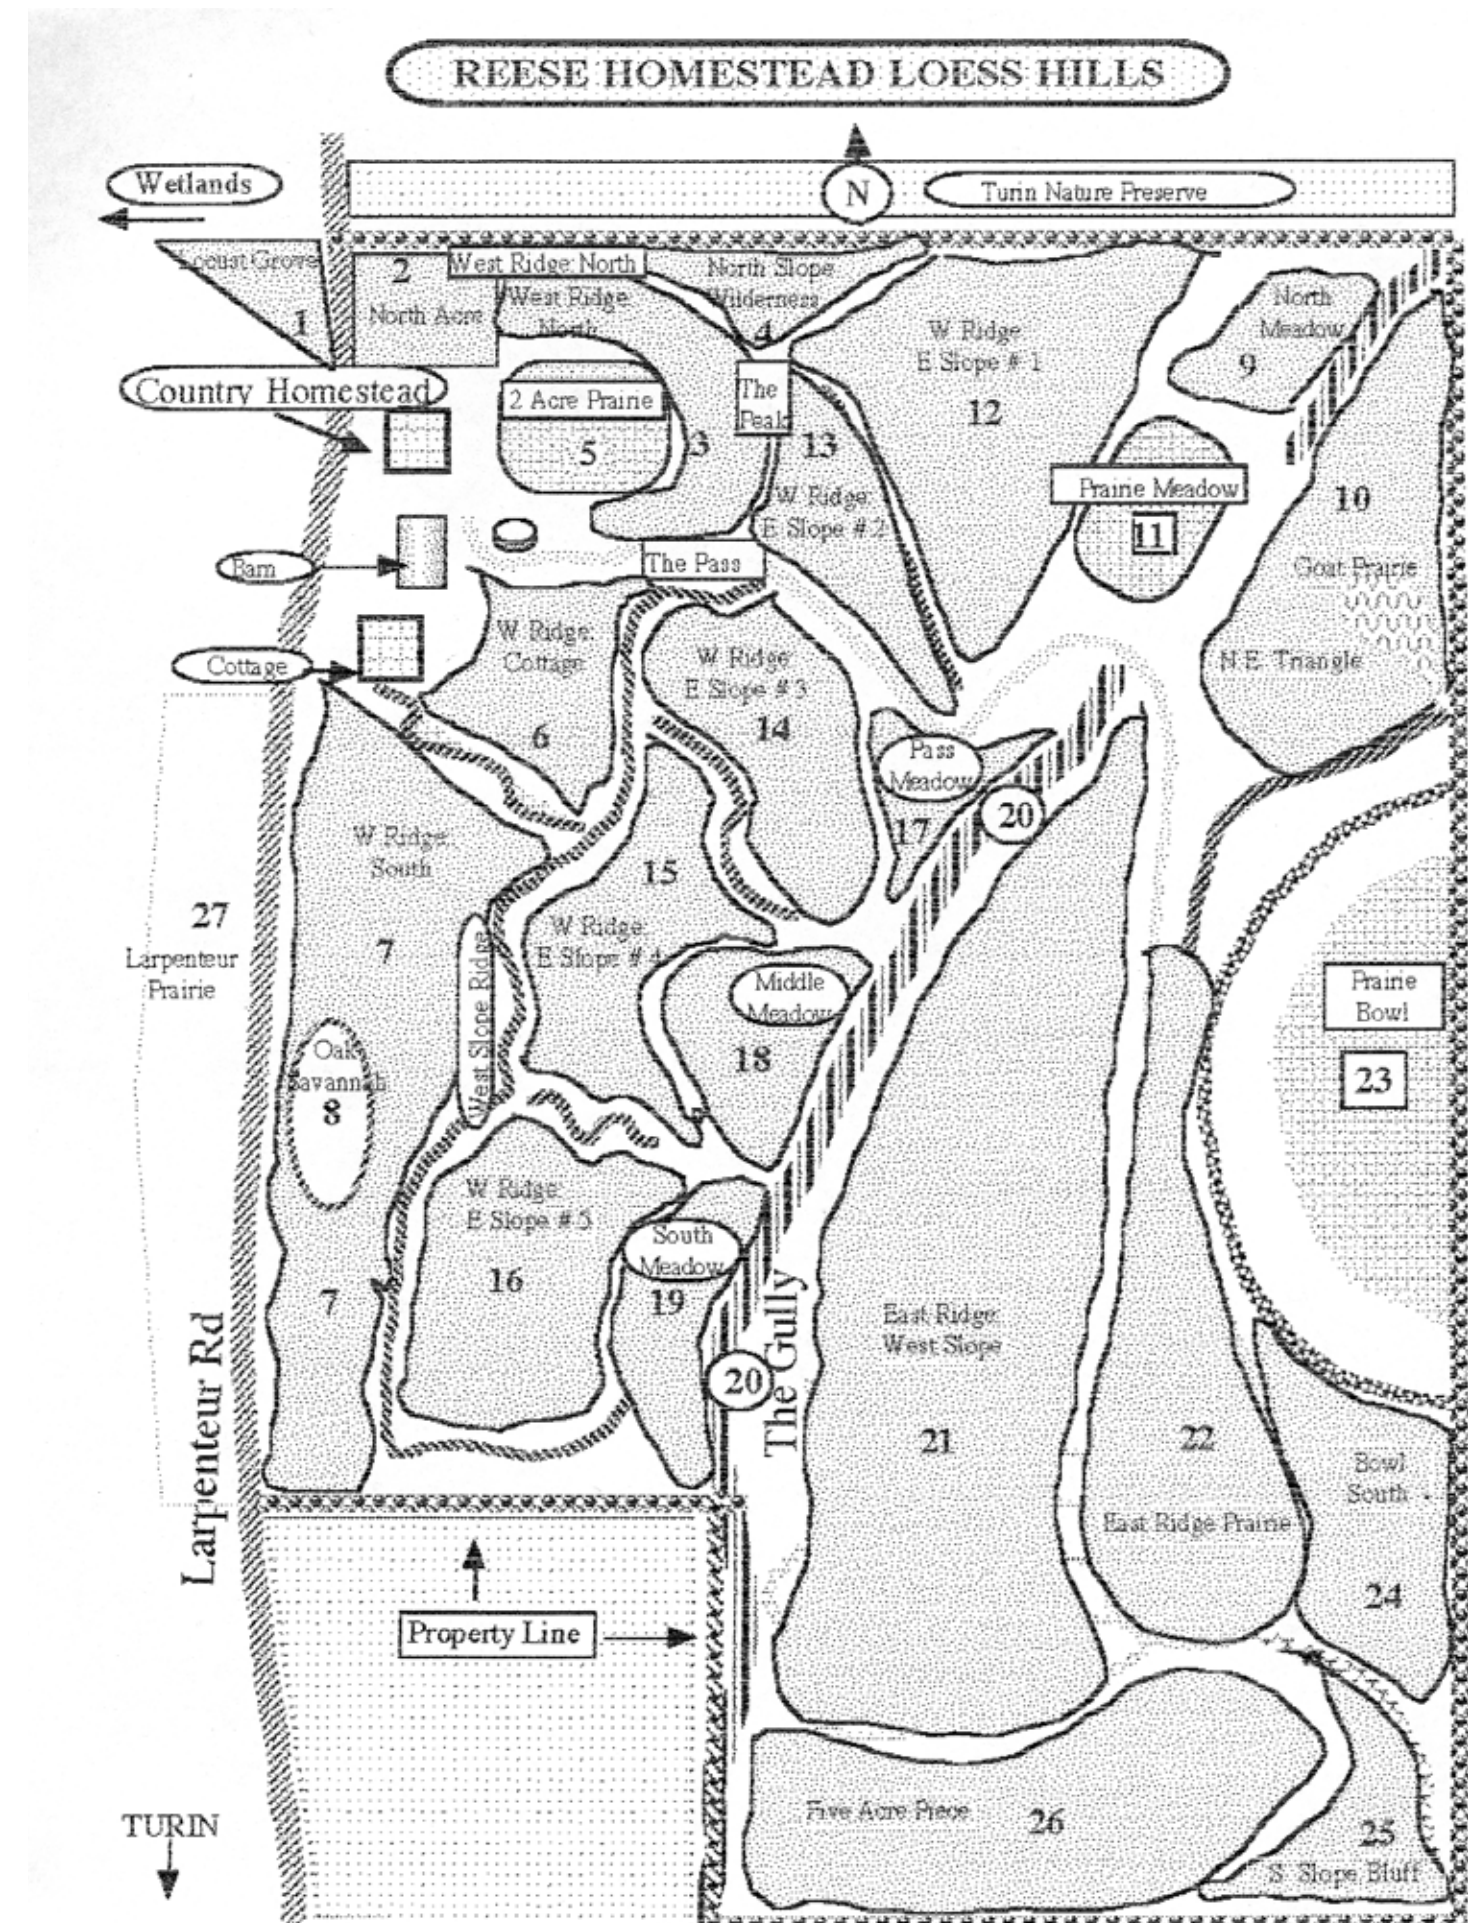 REESE HOMESTEAD LOESS HILLS
Wetlands
N
Turin Nature Preserve
Locust Grove
1
2
North Acre
West Ridge: North
West Ridge:
North
North Slope
Wilderness
4
W Ridge:
E Slope # 1
12
North
Meadow
9
Country Homestead
2 Acre Prairie
5
3
The
Peak
13
W Ridge:
E Slope # 2
Prairie Meadow
11
10
Goat Prairie
N E Triangle
Barn
The Pass
Cottage
W Ridge:
Cottage
6
W Ridge
E Slope # 3
14
Pass
Meadow
17
20
W Ridge:
South
7
15
W Ridge:
E Slope # 4
27
Larpenteur
Prairie
West Slope Ridge
Middle
Meadow
18
Prairie
Bowl
23
Oak
Savannah
8
W Ridge:
E Slope # 5
16
South
Meadow
19
7
20
The Gully
East Ridge:
West Slope
21
22
East Ridge Prairie
Bowl
South
24
Larpenteur Rd
Property Line
TURIN
Five Acre Piece
26
25
S Slope Bluff